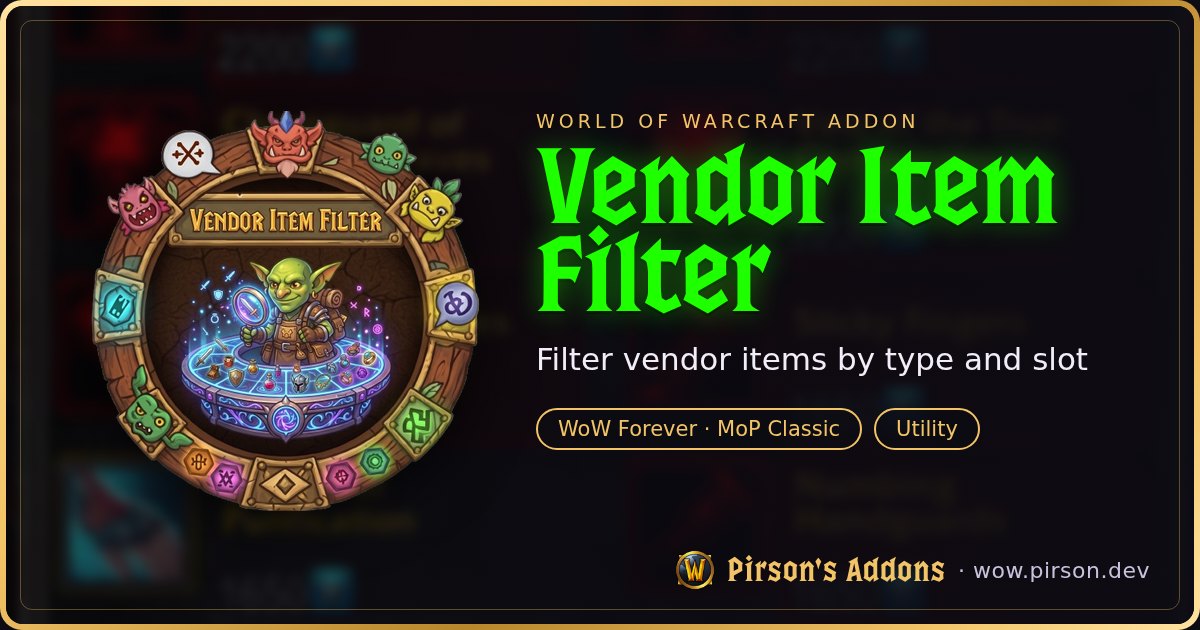 WORLD OF WARCRAFT ADDON
Vendor Item
Filter
Filter vendor items by type and slot
WoW Forever · MoP Classic
Utility
VENDOR ITEM FILTER
W
Pirson's Addons · wow.pirson.dev